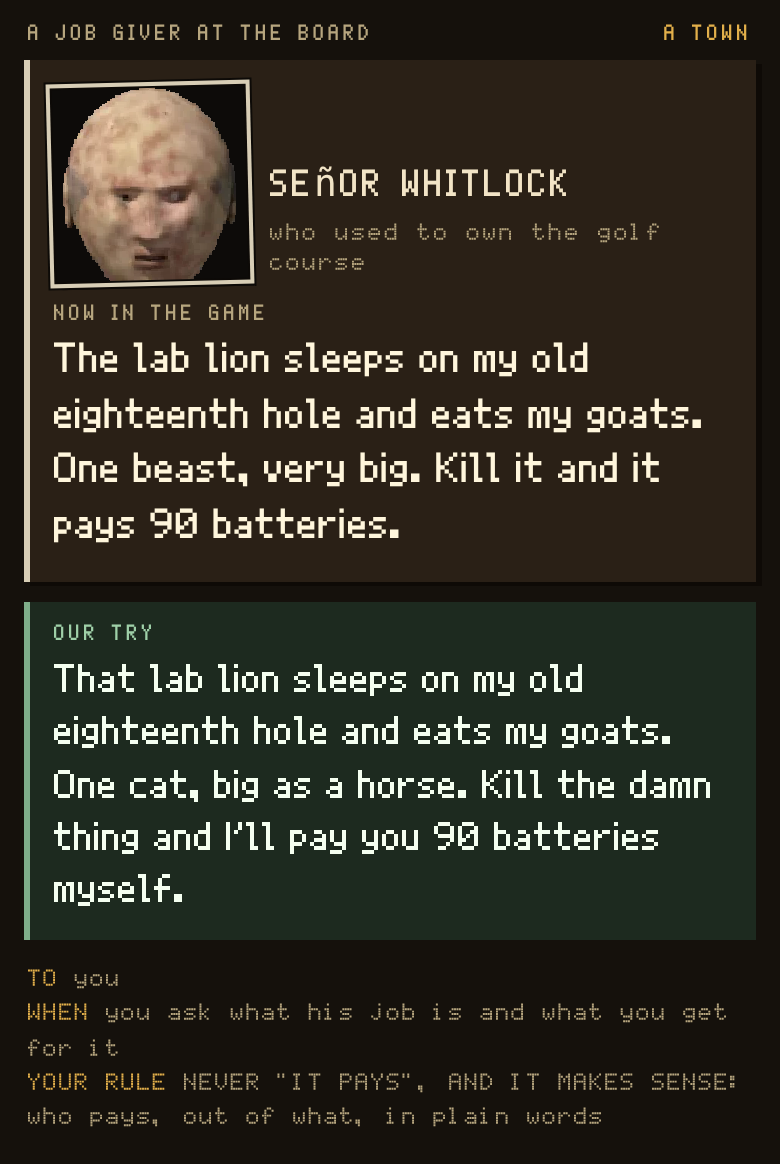 A JOB GIVER AT THE BOARD
A TOWN
SEñOR WHITLOCK
who used to own the golf
course
NOW IN THE GAME
The lab lion sleeps on my old
eighteenth hole and eats my goats.
One beast, very big. Kill it and it
pays 90 batteries.
OUR TRY
That lab lion sleeps on my old
eighteenth hole and eats my goats.
One cat, big as a horse. Kill the damn
thing and I'll pay you 90 batteries
myself.
TO you
WHEN you ask what his job is and what you get
for it
YOUR RULE NEVER "IT PAYS", AND IT MAKES SENSE:
who pays, out of what, in plain words